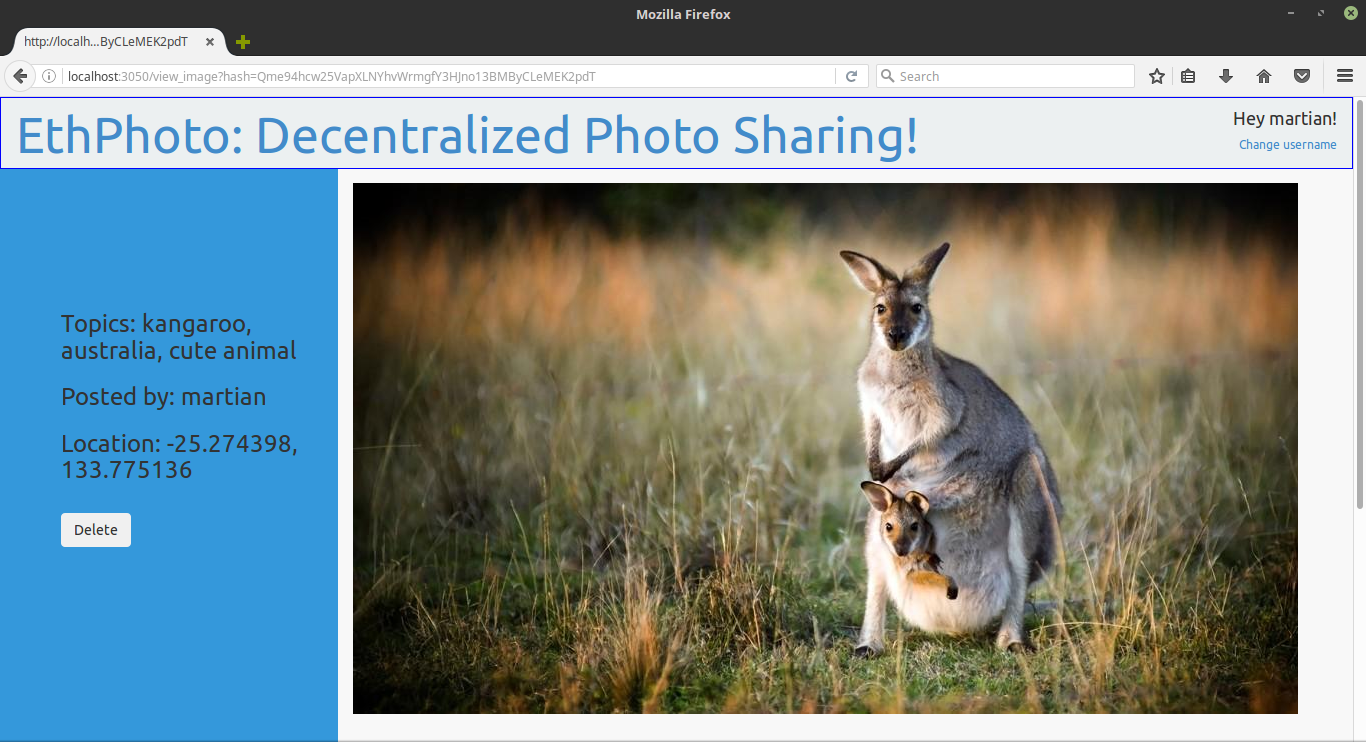 Mozilla Firefox
http://localh...ByCLeMEK2pdT
localhost:3050/view_image?hash=Qme94hcw25VapXLNYhvWrmgfY3HJno13BMByCLeMEK2pdT
Search
EthPhoto: Decentralized Photo Sharing!
Hey martian!
Change username
Topics: kangaroo,
australia, cute animal
Posted by: martian
Location: -25.274398,
133.775136
Delete